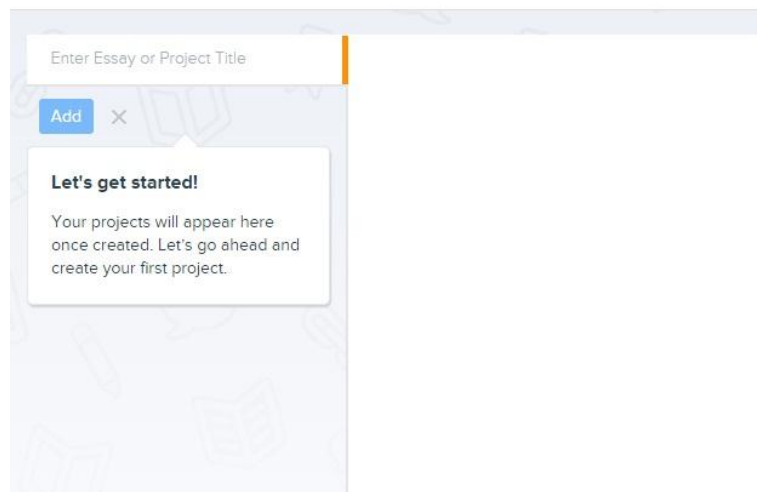 Enter Essay or Project Title
Add
Let's get started!
Your projects will appear here
once created. Let's go ahead and
create your first project.